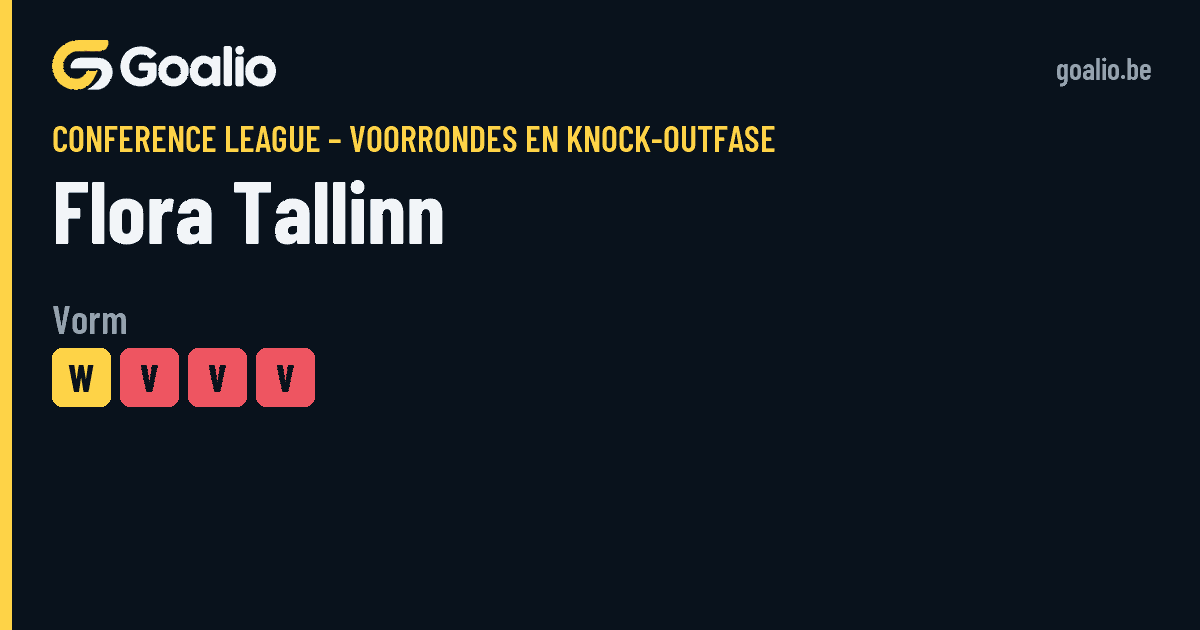 Goalio
goalio.be
CONFERENCE LEAGUE – VOORRONDES EN KNOCK-OUTFASE
Flora Tallinn
Vorm
W V V V